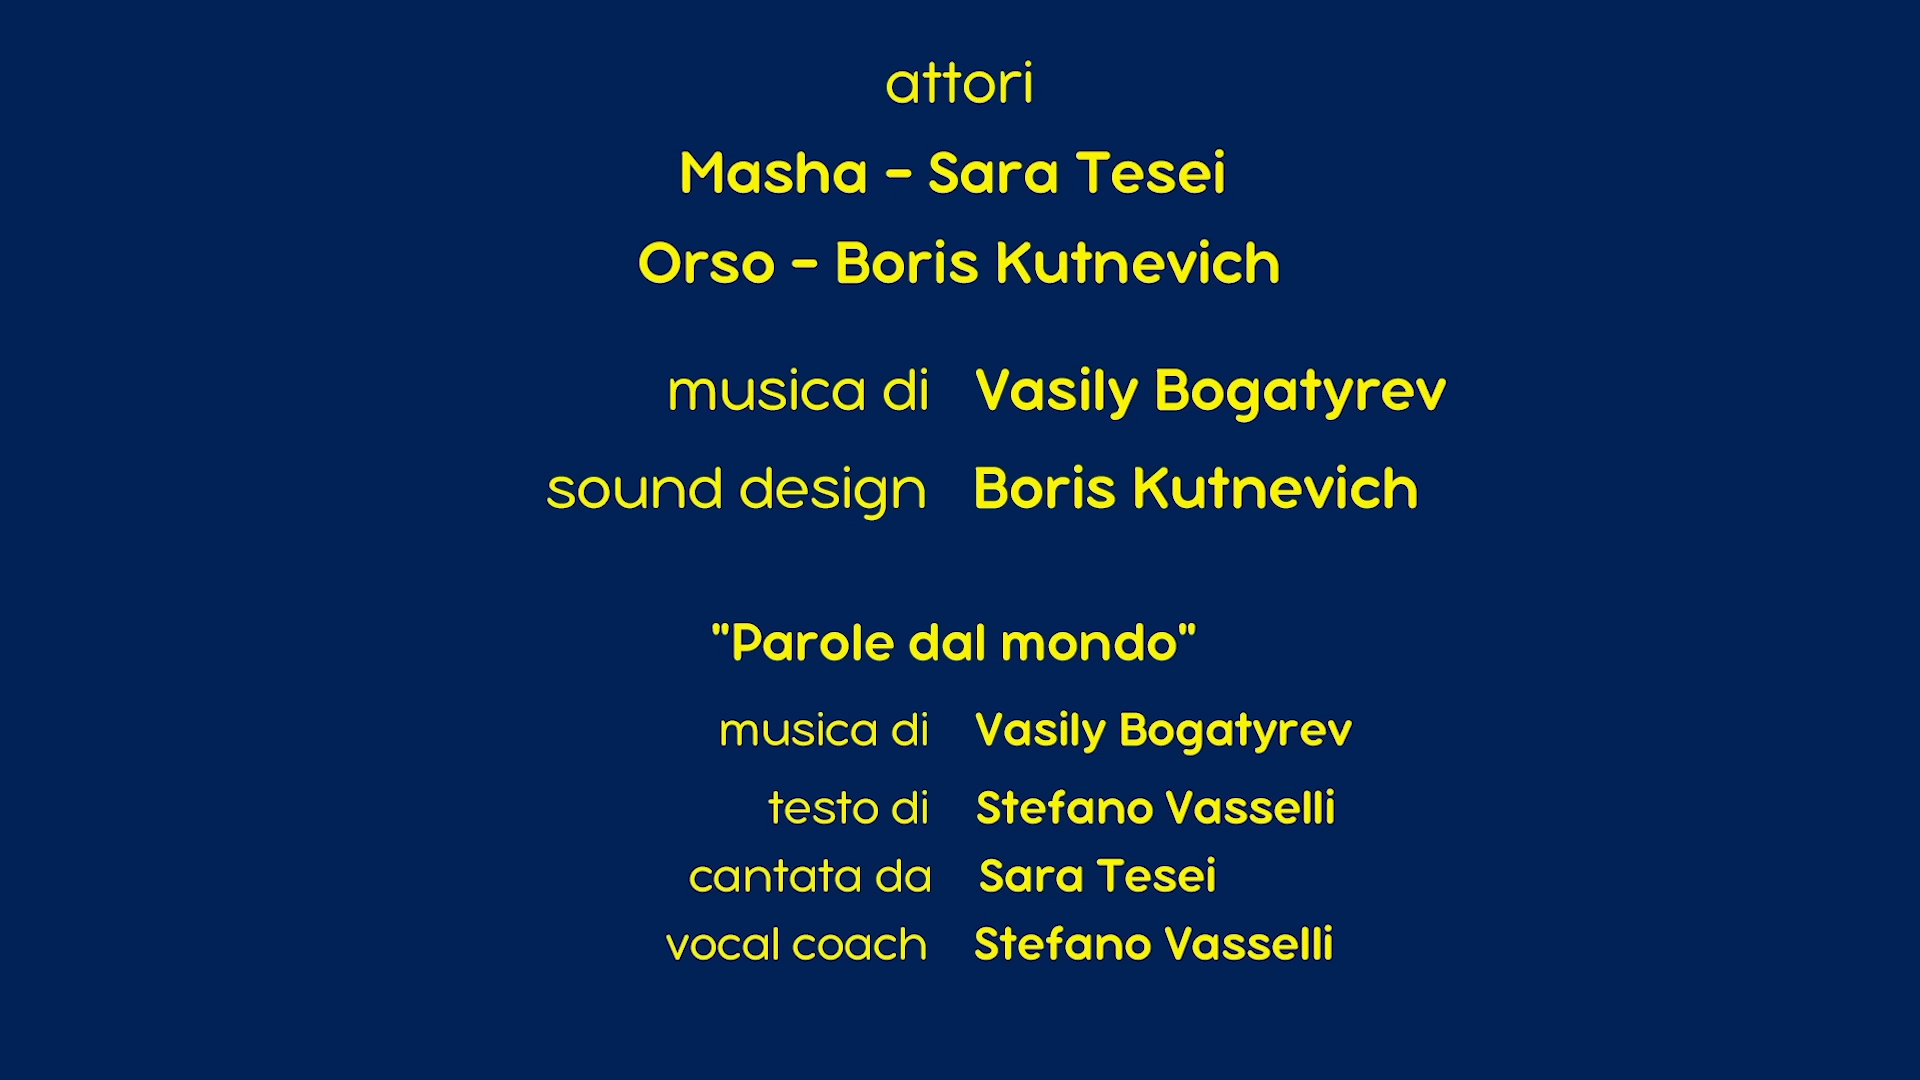 attori
Masha - Sara Tesei
Orso - Boris Kutnevich
musica di Vasily Bogatyrev
sound design Boris Kutnevich
"Parole dal mondo"
musica di Vasily Bogatyrev
testo di Stefano Vasselli
cantata da Sara Tesei
vocal coach Stefano Vasselli